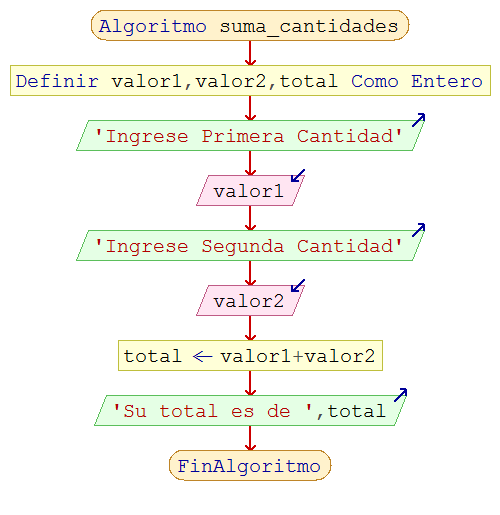 Algoritmo suma_cantidades
Definir valor1,valor2,total Como Entero
'Ingrese Primera Cantidad'
valor1
'Ingrese Segunda Cantidad'
valor2
total ← valor1+valor2
'Su total es de ',total
FinAlgoritmo